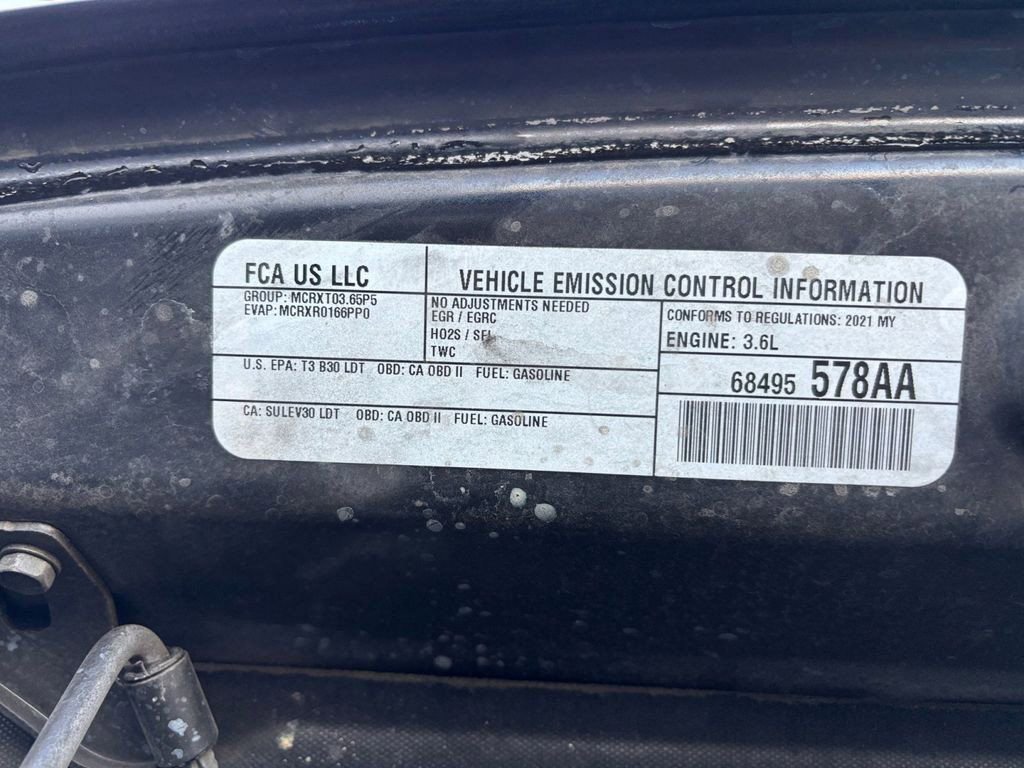 FCA US LLC
VEHICLE EMISSION CONTROL INFORMATION
GROUP: MCRXT03.65P5
EVAP: MCRXR0166PP0
NO ADJUSTMENTS NEEDED
EGR / EGRC
HO2S / SFI
TWC
CONFORMS TO REGULATIONS: 2021 MY
ENGINE: 3.6L
U.S. EPA: T3 B30 LDT OBD: CA OBD II FUEL: GASOLINE
68495 578AA
CA: SULEV30 LDT OBD: CA OBD II FUEL: GASOLINE